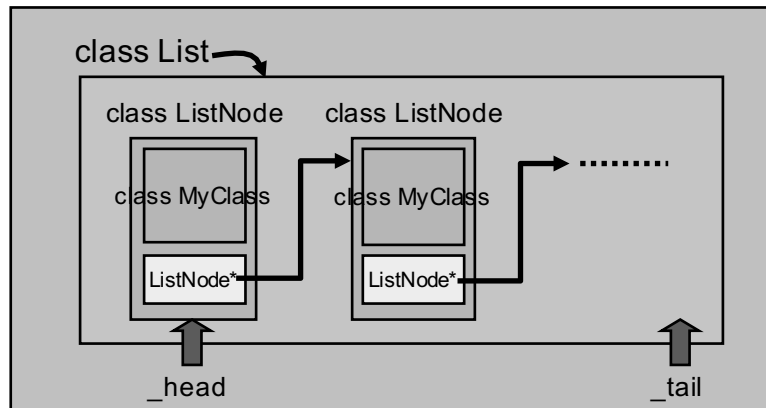 class List
class ListNode class ListNode
class MyClass class MyClass
ListNode* ListNode*
_head _tail